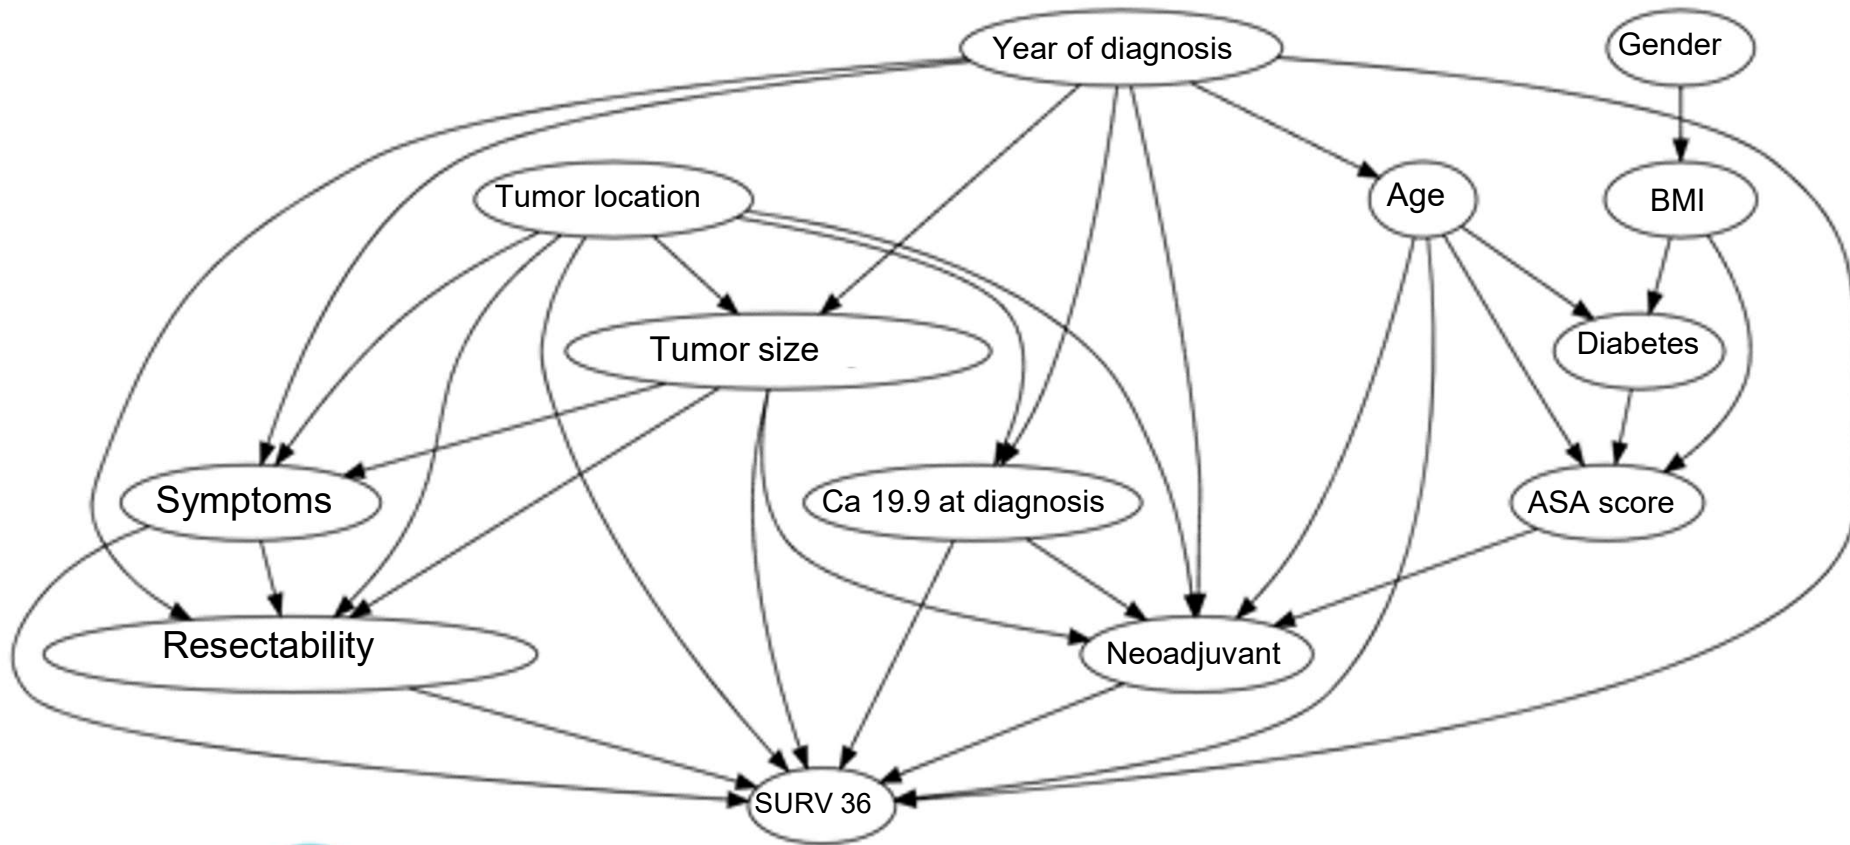 Year of diagnosis
Gender
Tumor location
Age
BMI
Tumor size
Diabetes
Symptoms
Ca 19.9 at diagnosis
ASA score
Resectability
Neoadjuvant
SURV 36